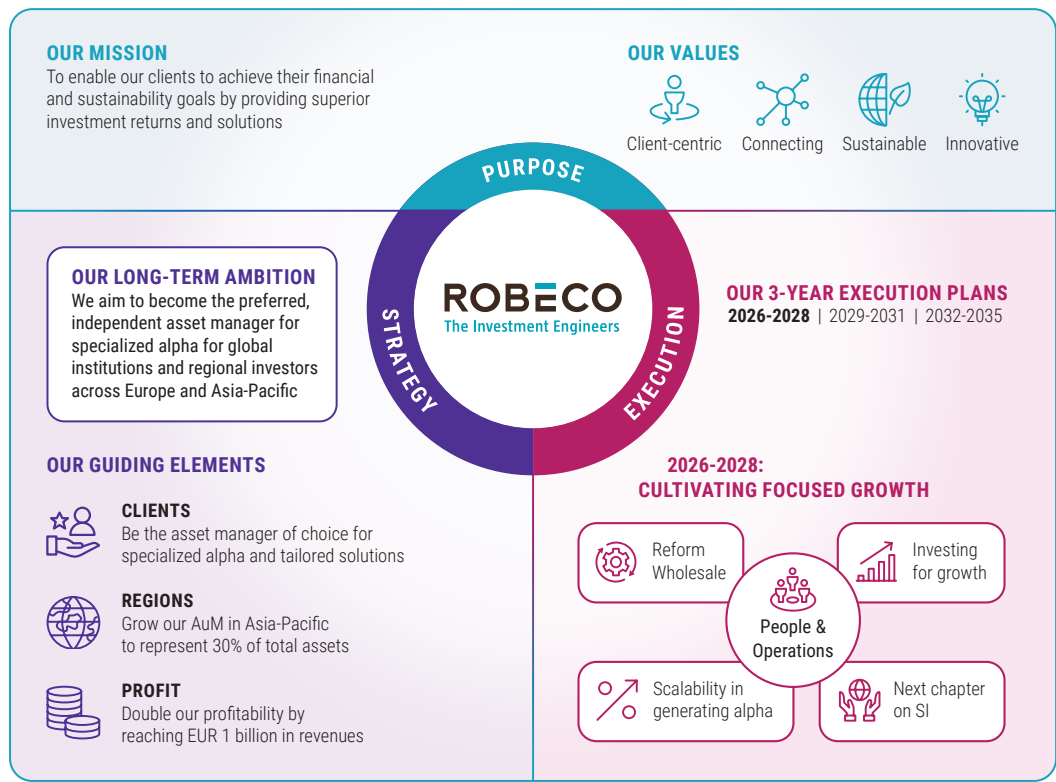 OUR MISSION
To enable our clients to achieve their financial
and sustainability goals by providing superior
investment returns and solutions
OUR VALUES
Client-centric
Connecting
Sustainable
Innovative
PURPOSE
STRATEGY
EXECUTION
ROBECO
The Investment Engineers
OUR LONG-TERM AMBITION
We aim to become the preferred,
independent asset manager for
specialized alpha for global
institutions and regional investors
across Europe and Asia-Pacific
OUR 3-YEAR EXECUTION PLANS
2026-2028 | 2029-2031 | 2032-2035
OUR GUIDING ELEMENTS
CLIENTS
Be the asset manager of choice for
specialized alpha and tailored solutions
REGIONS
Grow our AuM in Asia-Pacific
to represent 30% of total assets
PROFIT
Double our profitability by
reaching EUR 1 billion in revenues
2026-2028:
CULTIVATING FOCUSED GROWTH
Reform
Wholesale
Investing
for growth
People &
Operations
Scalability in
generating alpha
Next chapter
on SI